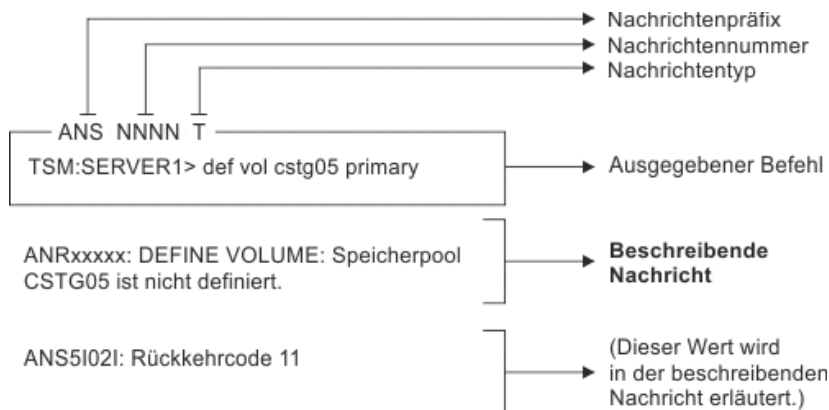 Nachrichtenpräfix
Nachrichtennummer
Nachrichtentyp
ANS NNNN T
TSM:SERVER1> def vol cstg05 primary
Ausgegebener Befehl
ANRxxxxx: DEFINE VOLUME: Speicherpool
CSTG05 ist nicht definiert.
Beschreibende
Nachricht
ANS5I02I: Rückkehrcode 11
(Dieser Wert wird
in der beschreibenden
Nachricht erläutert.)